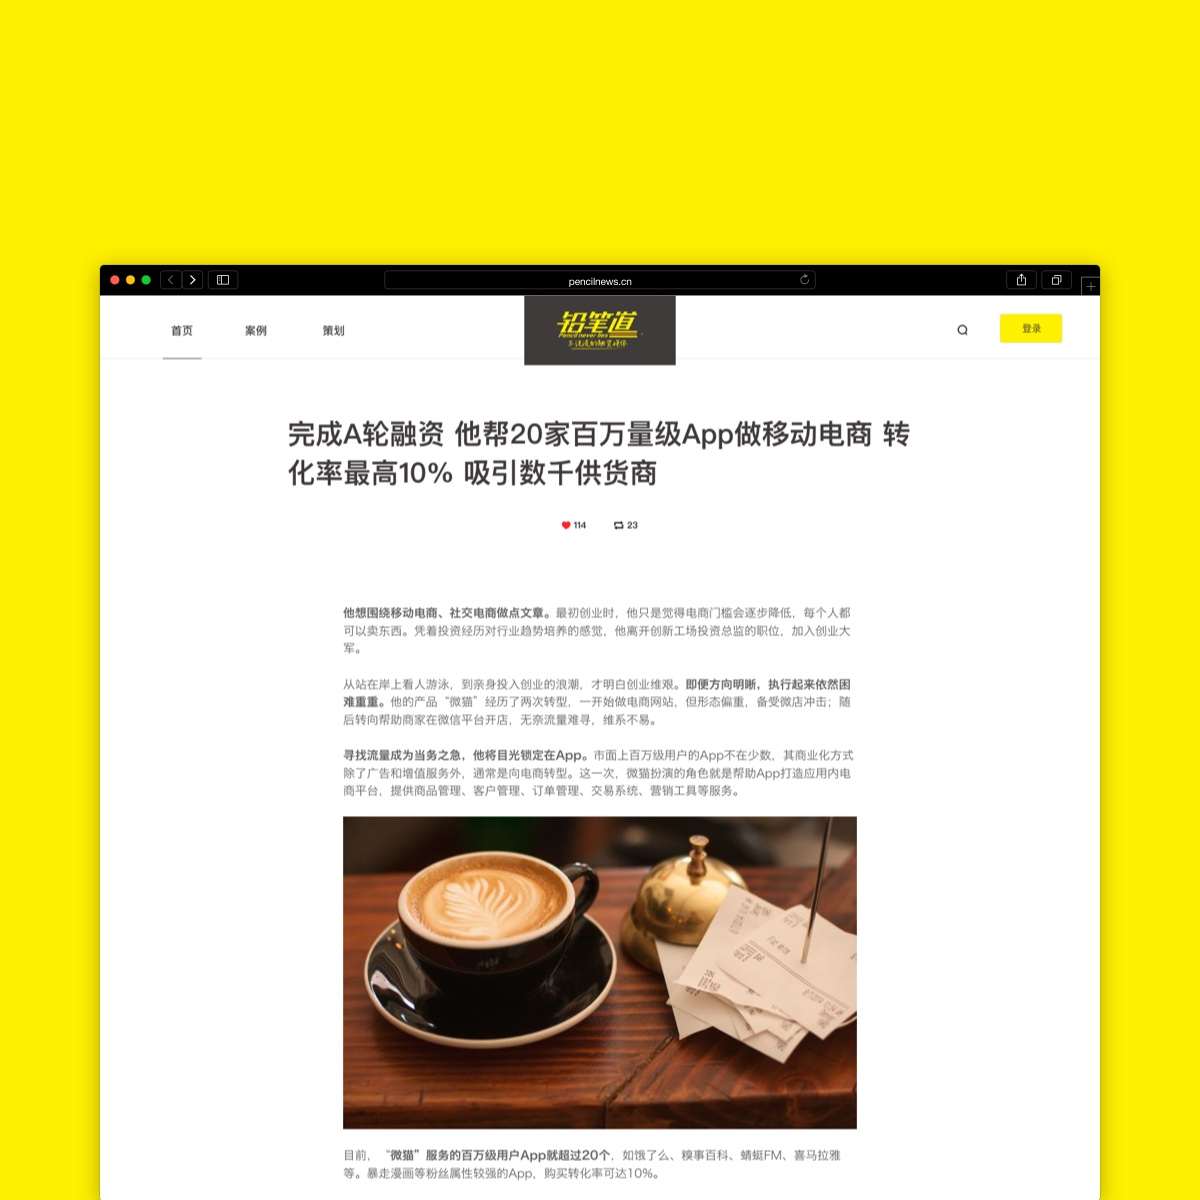 pencilnews.cn
首页 案例 策划
铅笔道
Pencil never lies
登录
完成A轮融资 他帮20家百万量级App做移动电商 转
化率最高10% 吸引数千供货商
114 23
他想围绕移动电商、社交电商做点文章。最初创业时，他只是觉得电商门槛会逐步降低，每个人都
可以卖东西。凭着投资经历对行业趋势培养的感觉，他离开创新工场投资总监的职位，加入创业大
军。
从站在岸上看人游泳，到亲身投入创业的浪潮，才明白创业维艰。即便方向明晰，执行起来依然困
难重重。他的产品“微猫”经历了两次转型，一开始做电商网站，但形态偏重，备受微店冲击；随
后转向帮助商家在微信平台开店，无奈流量难寻，维系不易。
寻找流量成为当务之急，他将目光锁定在App。市面上百万级用户的App不在少数，其商业化方式
除了广告和增值服务外，通常是向电商转型。这一次，微猫扮演的角色就是帮助App打造应用内电
商平台，提供商品管理、客户管理、订单管理、交易系统、营销工具等服务。
目前，“微猫”服务的百万级用户App就超过20个，如饿了么、糗事百科、蜻蜓FM、喜马拉雅
等。暴走漫画等粉丝属性较强的App，购买转化率可达10%。